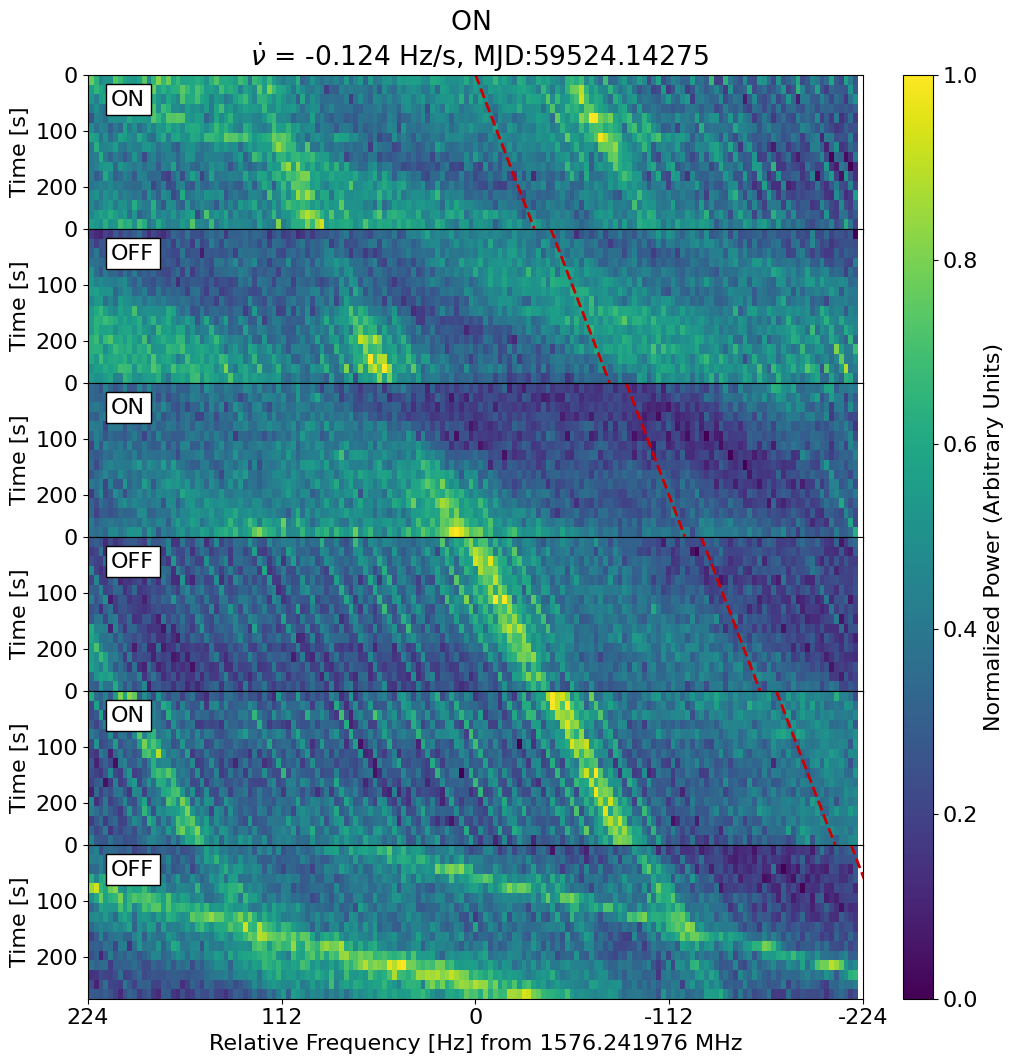 ON
ν̇ = -0.124 Hz/s, MJD:59524.14275
0
100
200
Time [s]
ON
0
100
200
Time [s]
OFF
0
100
200
Time [s]
ON
0
100
200
Time [s]
OFF
0
100
200
Time [s]
ON
0
100
200
Time [s]
OFF
224 112 0 -112 -224
Relative Frequency [Hz] from 1576.241976 MHz
1.0
0.8
0.6
0.4
0.2
0.0
Normalized Power (Arbitrary Units)